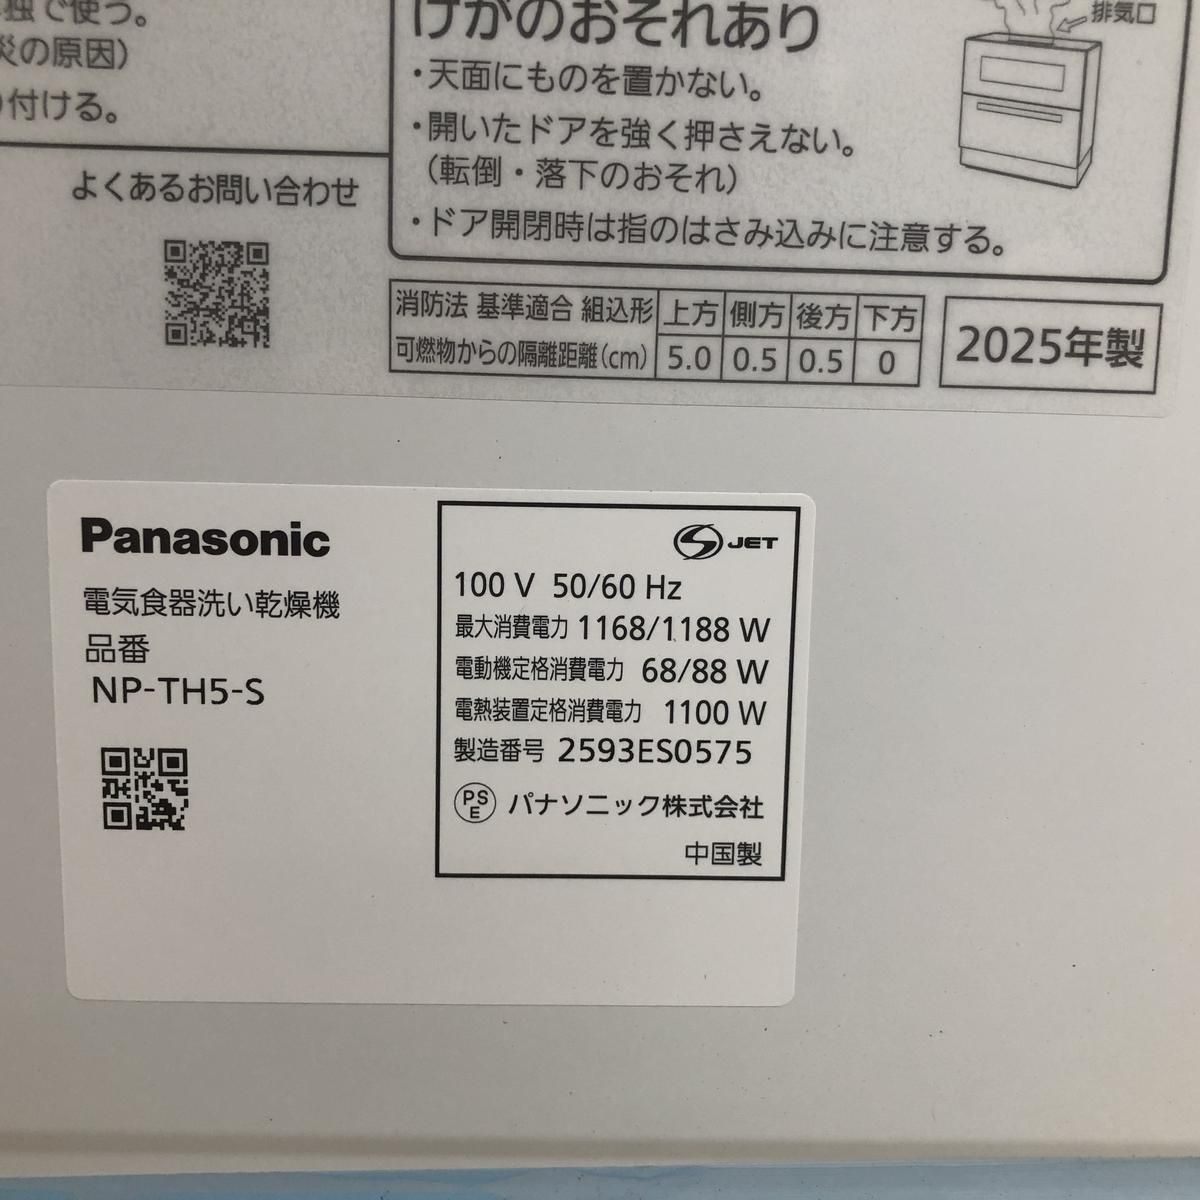 独で使う。
災の原因）
り付ける。
よくあるお問い合わせ
けがのおそれあり
・天面にものを置かない。
・開いたドアを強く押さえない。
（転倒・落下のおそれ）
・ドア開閉時は指のはさみ込みに注意する。
排気口
消防法 基準適合 組込形 上方 側方 後方 下方
可燃物からの隔離距離(cm) 5.0 0.5 0.5 0
2025年製
Panasonic
電気食器洗い乾燥機
品番
NP-TH5-S
JET
100 V 50/60 Hz
最大消費電力 1168/1188 W
電動機定格消費電力 68/88 W
電熱装置定格消費電力 1100 W
製造番号 2593ES0575
PSE パナソニック株式会社
中国製